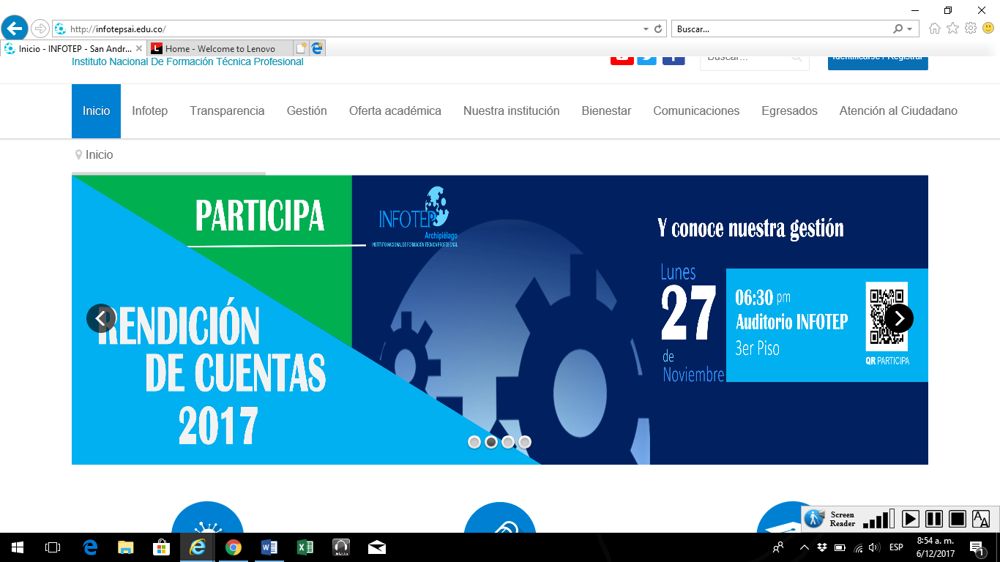 http://infotepsai.edu.co/
Buscar...
Inicio - INFOTEP - San Andr...
Home - Welcome to Lenovo
Instituto Nacional De Formación Técnica Profesional
Buscar...
Identificarse / Registrar
Inicio
Infotep
Transparencia
Gestión
Oferta académica
Nuestra institución
Bienestar
Comunicaciones
Egresados
Atención al Ciudadano
Inicio
PARTICIPA
RENDICIÓN
DE CUENTAS
2017
INFOTEP
Archipiélago
INSTITUTO NACIONAL DE FORMACIÓN TÉCNICA PROFESIONAL
Y conoce nuestra gestión
Lunes
27
de
Noviembre
06:30 pm
Auditorio INFOTEP
3er Piso
QR PARTICIPA
Screen
Reader
AA
ESP
8:54 a. m.
6/12/2017
1